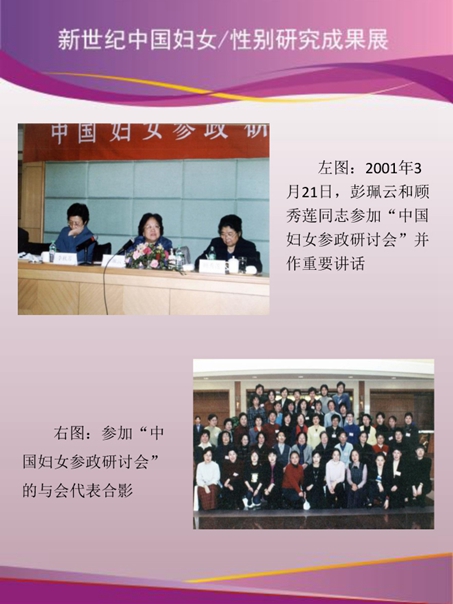 新世纪中国妇女/性别研究成果展
中国妇女参政研
左图：2001年3
月21日，彭珮云和顾
秀莲同志参加“中国
妇女参政研讨会”并
作重要讲话
右图：参加“中
国妇女参政研讨会”
的与会代表合影